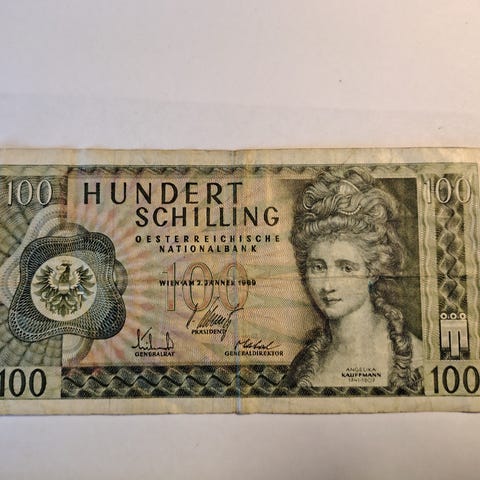 100
HUNDERT
SCHILLING
100
OESTERREICHISCHE
NATIONALBANK
100
WIEN·AM 2.JÄNNER 1969
PRÄSIDENT
GENERALRAT
GENERALDIREKTOR
ANGELIKA
KAUFFMANN
1741-1807
100
100